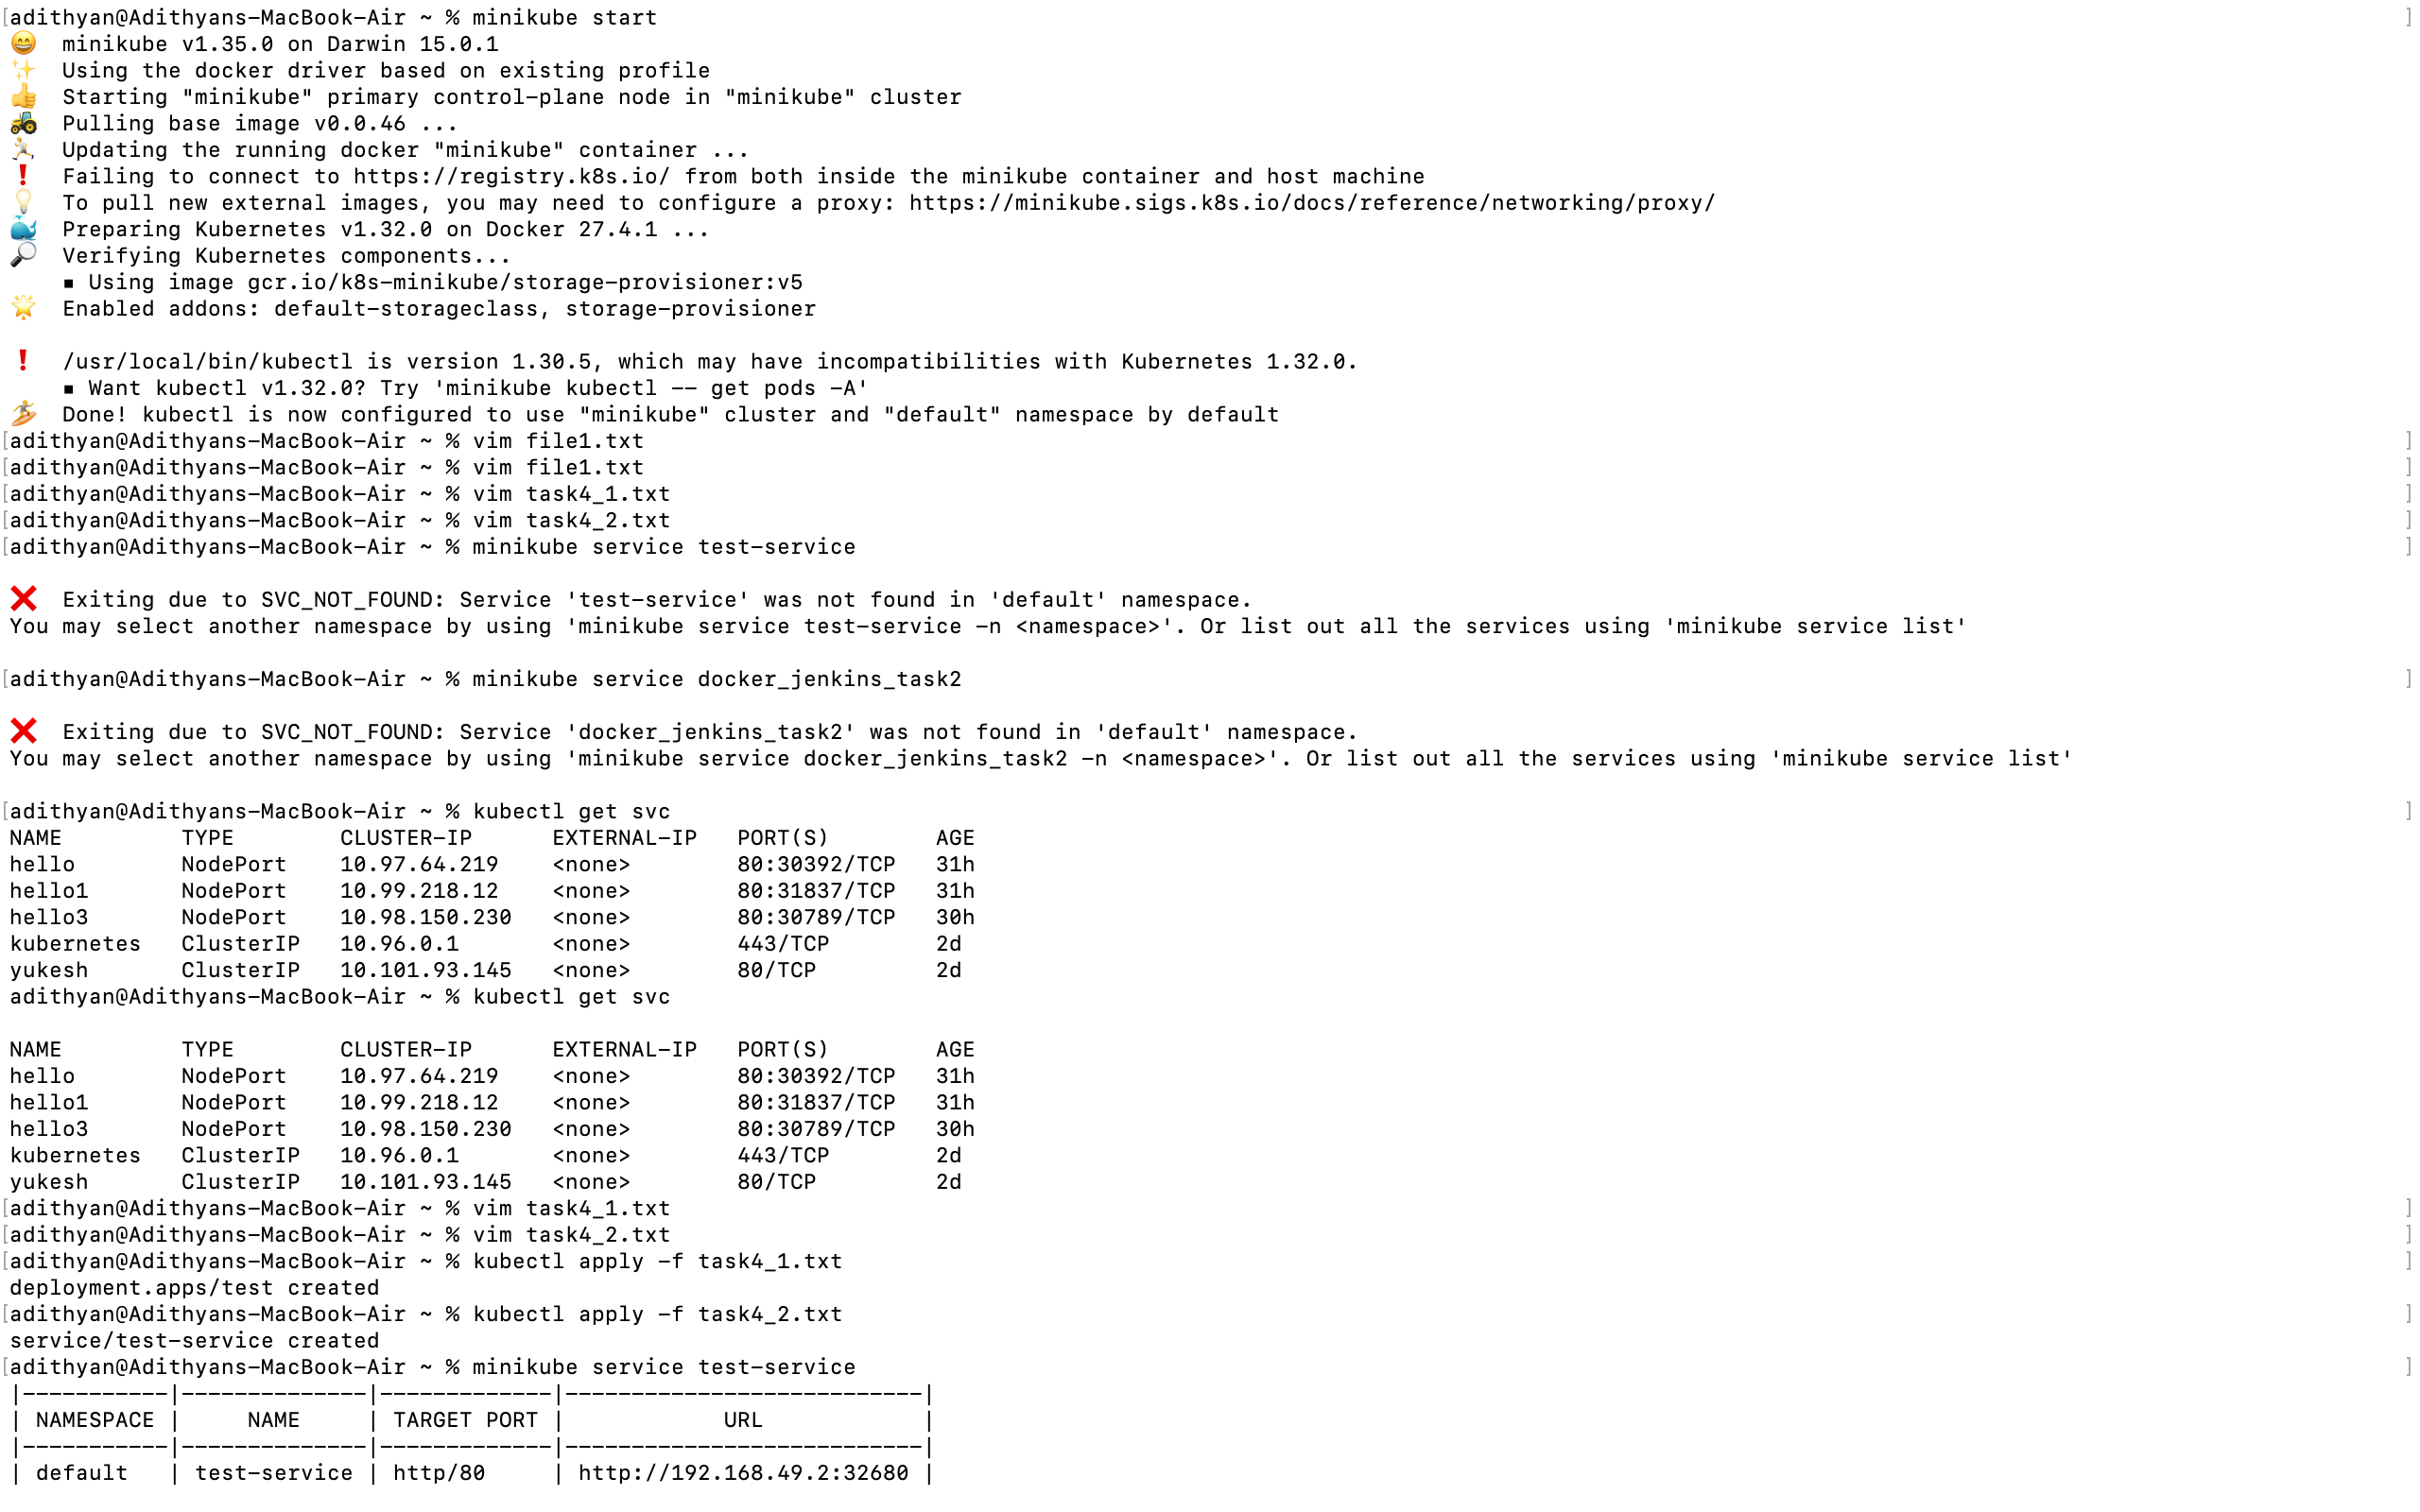 [adithyan@Adithyans-MacBook-Air ~ % minikube start ]
😄  minikube v1.35.0 on Darwin 15.0.1
✨  Using the docker driver based on existing profile
👍  Starting "minikube" primary control-plane node in "minikube" cluster
🚜  Pulling base image v0.0.46 ...
🏃  Updating the running docker "minikube" container ...
❗  Failing to connect to https://registry.k8s.io/ from both inside the minikube container and host machine
💡  To pull new external images, you may need to configure a proxy: https://minikube.sigs.k8s.io/docs/reference/networking/proxy/
🐳  Preparing Kubernetes v1.32.0 on Docker 27.4.1 ...
🔎  Verifying Kubernetes components...
    ▪ Using image gcr.io/k8s-minikube/storage-provisioner:v5
🌟  Enabled addons: default-storageclass, storage-provisioner
❗  /usr/local/bin/kubectl is version 1.30.5, which may have incompatibilities with Kubernetes 1.32.0.
    ▪ Want kubectl v1.32.0? Try 'minikube kubectl -- get pods -A'
🏄  Done! kubectl is now configured to use "minikube" cluster and "default" namespace by default
[adithyan@Adithyans-MacBook-Air ~ % vim file1.txt ]
[adithyan@Adithyans-MacBook-Air ~ % vim file1.txt ]
[adithyan@Adithyans-MacBook-Air ~ % vim task4_1.txt ]
[adithyan@Adithyans-MacBook-Air ~ % vim task4_2.txt ]
[adithyan@Adithyans-MacBook-Air ~ % minikube service test-service ]
❌  Exiting due to SVC_NOT_FOUND: Service 'test-service' was not found in 'default' namespace.
You may select another namespace by using 'minikube service test-service -n <namespace>'. Or list out all the services using 'minikube service list'
[adithyan@Adithyans-MacBook-Air ~ % minikube service docker_jenkins_task2 ]
❌  Exiting due to SVC_NOT_FOUND: Service 'docker_jenkins_task2' was not found in 'default' namespace.
You may select another namespace by using 'minikube service docker_jenkins_task2 -n <namespace>'. Or list out all the services using 'minikube service list'
[adithyan@Adithyans-MacBook-Air ~ % kubectl get svc ]
NAME         TYPE        CLUSTER-IP      EXTERNAL-IP   PORT(S)        AGE
hello        NodePort    10.97.64.219    <none>        80:30392/TCP   31h
hello1       NodePort    10.99.218.12    <none>        80:31837/TCP   31h
hello3       NodePort    10.98.150.230   <none>        80:30789/TCP   30h
kubernetes   ClusterIP   10.96.0.1       <none>        443/TCP        2d
yukesh       ClusterIP   10.101.93.145   <none>        80/TCP         2d
adithyan@Adithyans-MacBook-Air ~ % kubectl get svc
NAME         TYPE        CLUSTER-IP      EXTERNAL-IP   PORT(S)        AGE
hello        NodePort    10.97.64.219    <none>        80:30392/TCP   31h
hello1       NodePort    10.99.218.12    <none>        80:31837/TCP   31h
hello3       NodePort    10.98.150.230   <none>        80:30789/TCP   30h
kubernetes   ClusterIP   10.96.0.1       <none>        443/TCP        2d
yukesh       ClusterIP   10.101.93.145   <none>        80/TCP         2d
[adithyan@Adithyans-MacBook-Air ~ % vim task4_1.txt ]
[adithyan@Adithyans-MacBook-Air ~ % vim task4_2.txt ]
[adithyan@Adithyans-MacBook-Air ~ % kubectl apply -f task4_1.txt ]
deployment.apps/test created
[adithyan@Adithyans-MacBook-Air ~ % kubectl apply -f task4_2.txt ]
service/test-service created
[adithyan@Adithyans-MacBook-Air ~ % minikube service test-service ]
|-----------|--------------|-------------|---------------------------|
| NAMESPACE |     NAME     | TARGET PORT |            URL            |
|-----------|--------------|-------------|---------------------------|
| default   | test-service | http/80     | http://192.168.49.2:32680 |